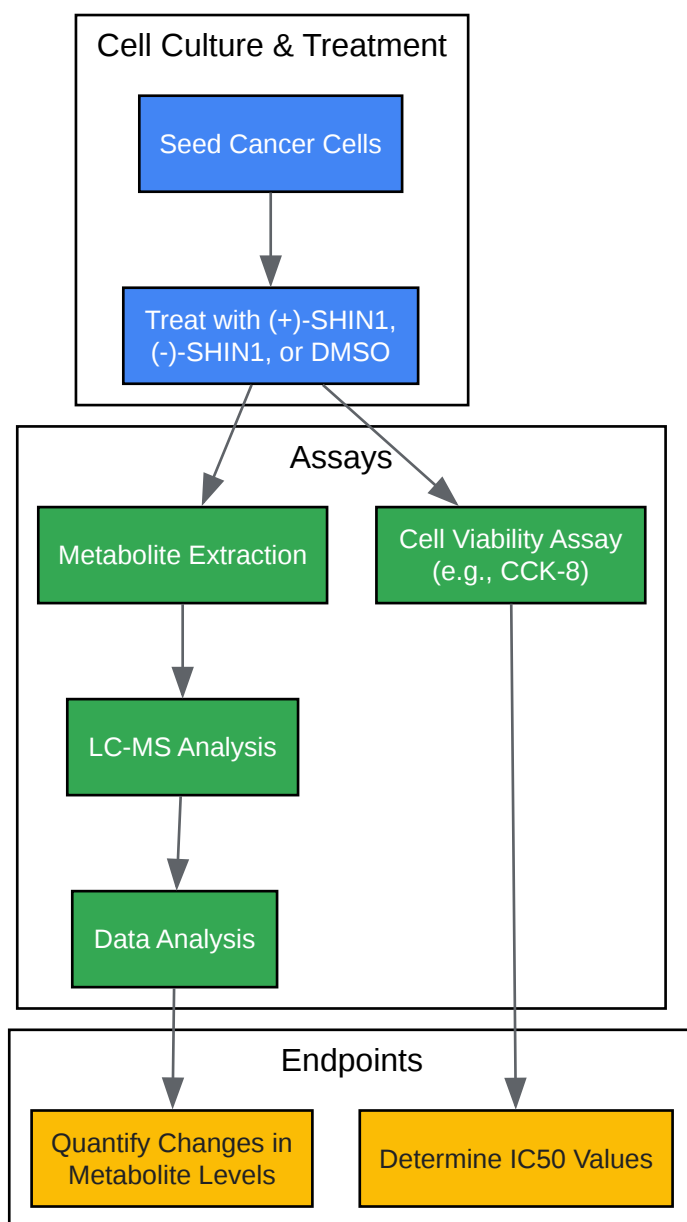 Cell Culture & Treatment
Seed Cancer Cells
Treat with (+)-SHIN1,
(-)-SHIN1, or DMSO
Assays
Metabolite Extraction
Cell Viability Assay
(e.g., CCK-8)
LC-MS Analysis
Data Analysis
Endpoints
Quantify Changes in
Metabolite Levels
Determine IC50 Values